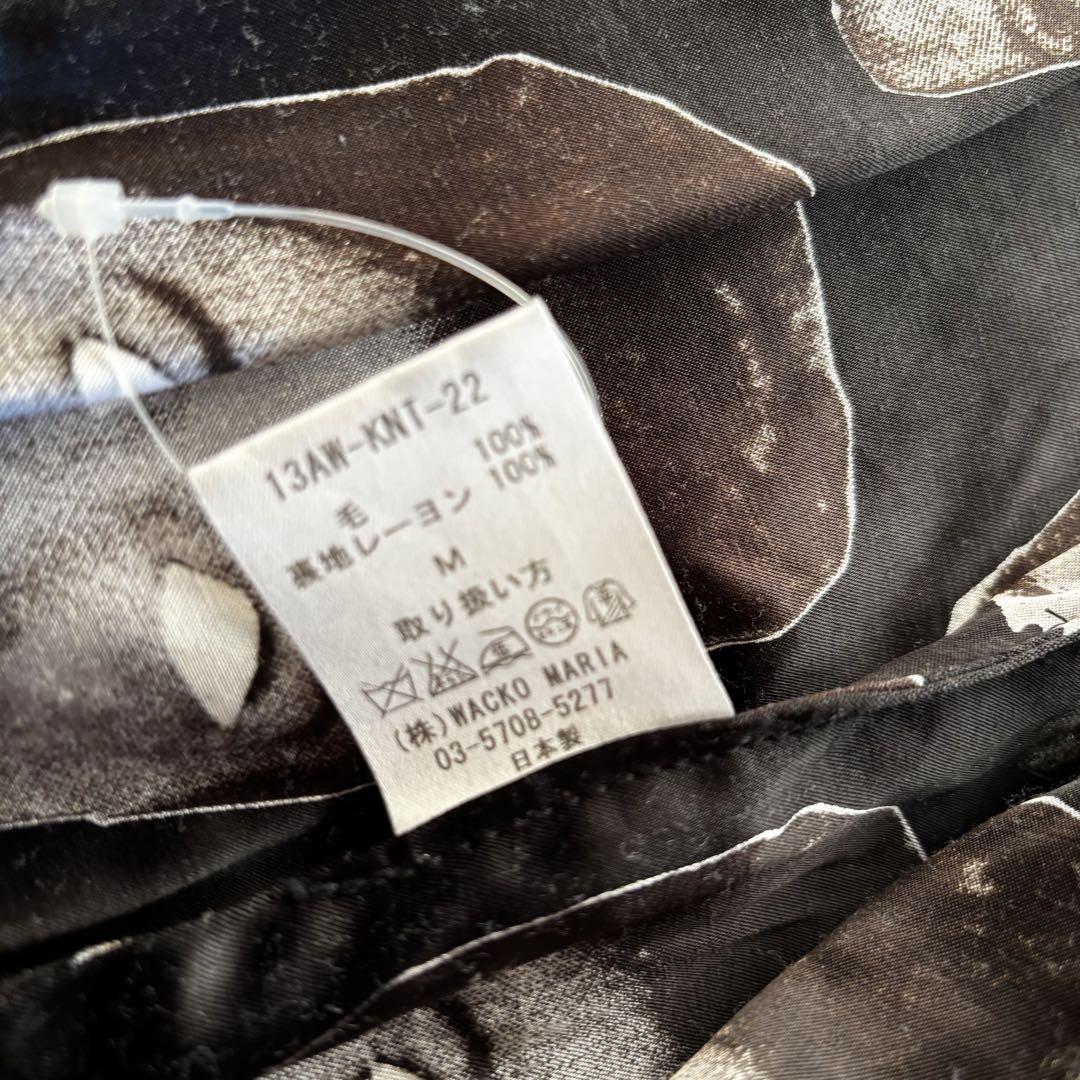 13AW-KNT-22
毛 100%
裏地レーヨン 100%
M
取り扱い方
(株)WACKO MARIA
03-5708-5277
日本製